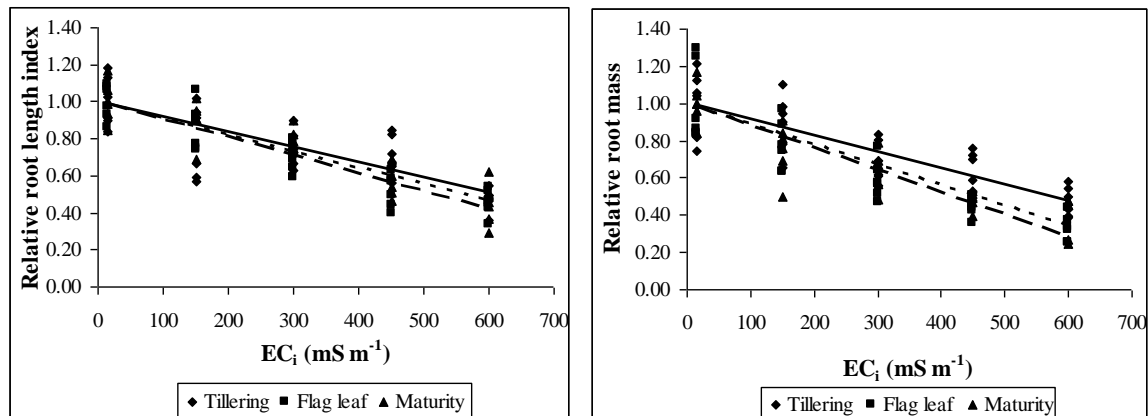 Relative root length index
1.40
1.20
1.00
0.80
0.60
0.40
0.20
0.00
0 100 200 300 400 500 600 700
ECi (mS m-1)
Tillering Flag leaf Maturity
Relative root mass
1.40
1.20
1.00
0.80
0.60
0.40
0.20
0.00
0 100 200 300 400 500 600 700
ECi (mS m-1)
Tillering Flag leaf Maturity